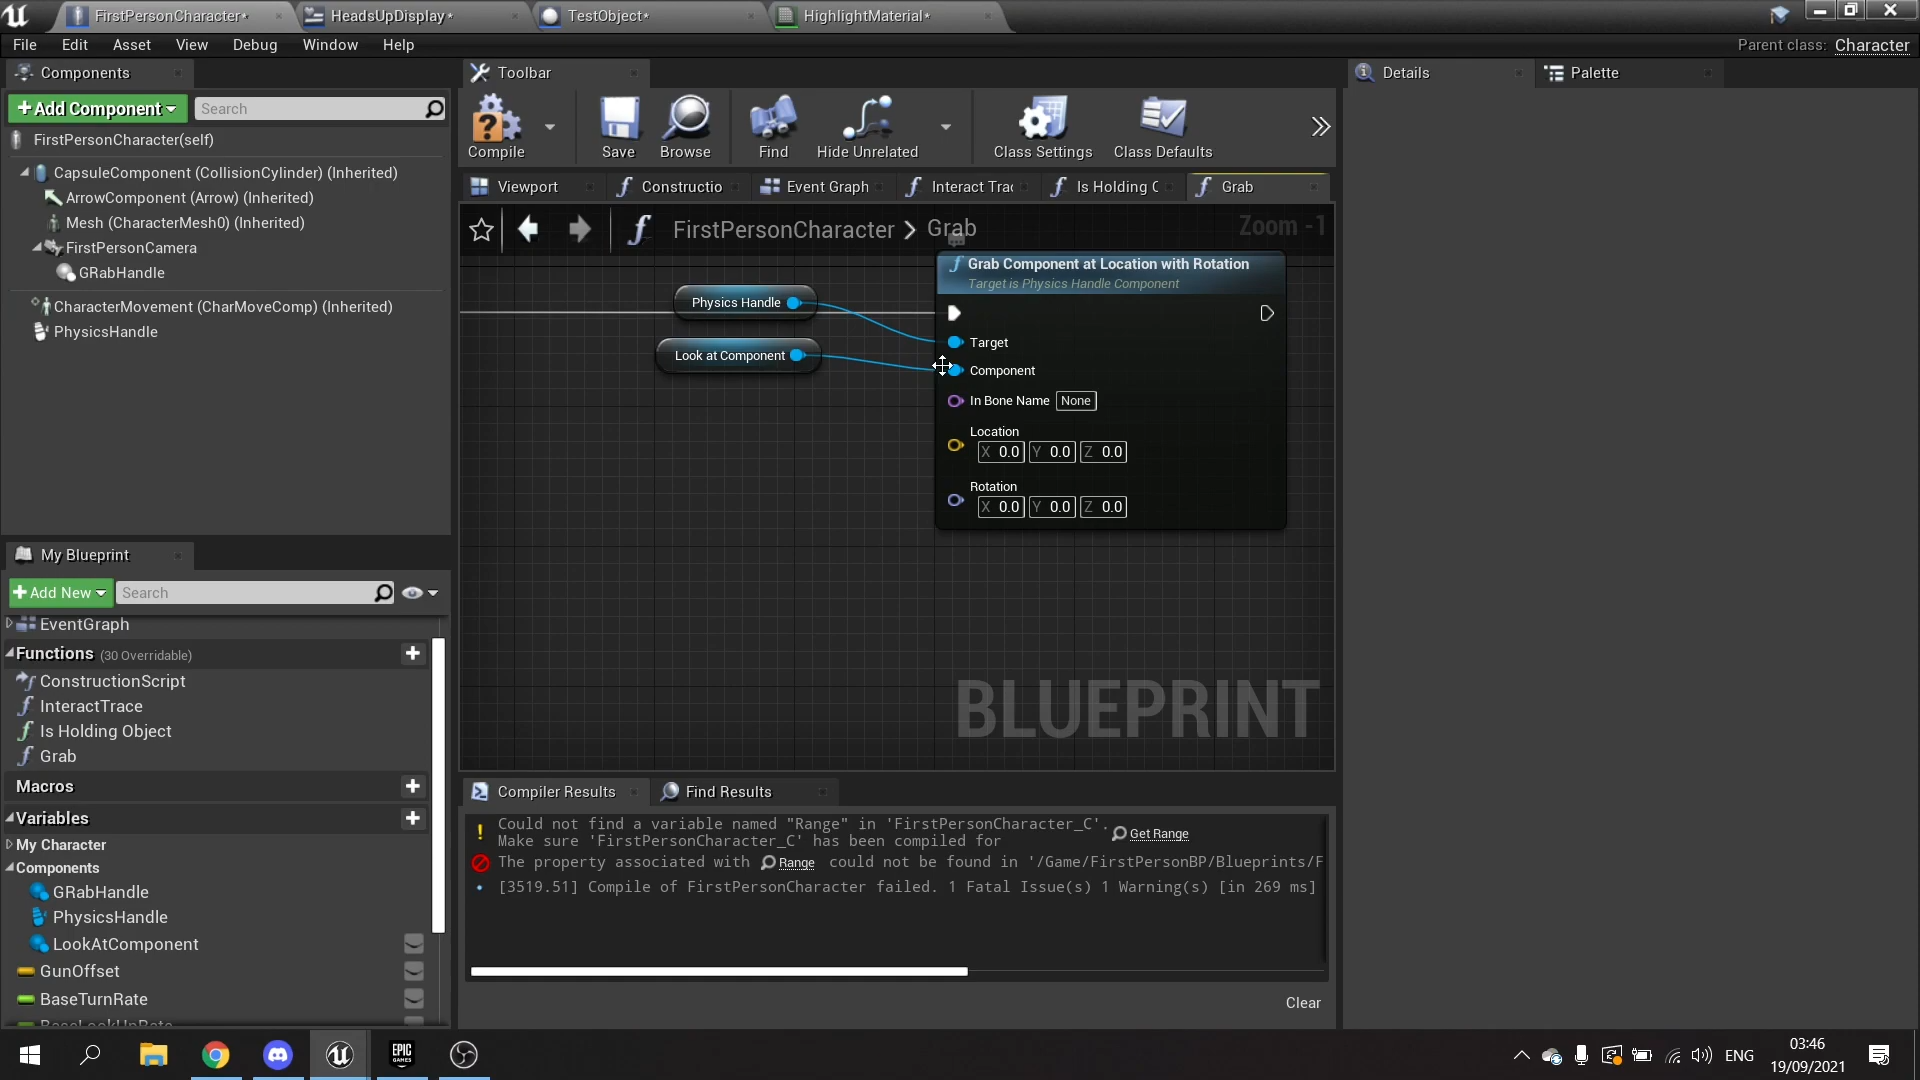 FirstPersonCharacter*
HeadsUpDisplay*
TestObject*
HighlightMaterial*
File Edit Asset View Debug Window Help
Parent class: Character
Components
Toolbar
Details
Palette
Add Component
Search
FirstPersonCharacter(self)
CapsuleComponent (CollisionCylinder) (Inherited)
ArrowComponent (Arrow) (Inherited)
Mesh (CharacterMesh0) (Inherited)
FirstPersonCamera
GRabHandle
CharacterMovement (CharMoveComp) (Inherited)
PhysicsHandle
Compile
Save
Browse
Find
Hide Unrelated
Class Settings
Class Defaults
Viewport
Constructio
Event Graph
Interact Trac
Is Holding C
Grab
FirstPersonCharacter > Grab
Zoom -1
Physics Handle
Look at Component
Grab Component at Location with Rotation
Target is Physics Handle Component
Target
Component
In Bone Name None
Location
X 0.0 Y 0.0 Z 0.0
Rotation
X 0.0 Y 0.0 Z 0.0
BLUEPRINT
My Blueprint
Add New
Search
EventGraph
Functions (30 Overridable)
ConstructionScript
InteractTrace
Is Holding Object
Grab
Macros
Variables
My Character
Components
GRabHandle
PhysicsHandle
LookAtComponent
GunOffset
BaseTurnRate
BaseLookUpRate
Compiler Results
Find Results
Could not find a variable named "Range" in 'FirstPersonCharacter_C'.
Make sure 'FirstPersonCharacter_C' has been compiled for
Get Range
The property associated with Range could not be found in '/Game/FirstPersonBP/Blueprints/F
[3519.51] Compile of FirstPersonCharacter failed. 1 Fatal Issue(s) 1 Warning(s) [in 269 ms]
Clear
EPIC
GAMES
ENG
03:46
19/09/2021